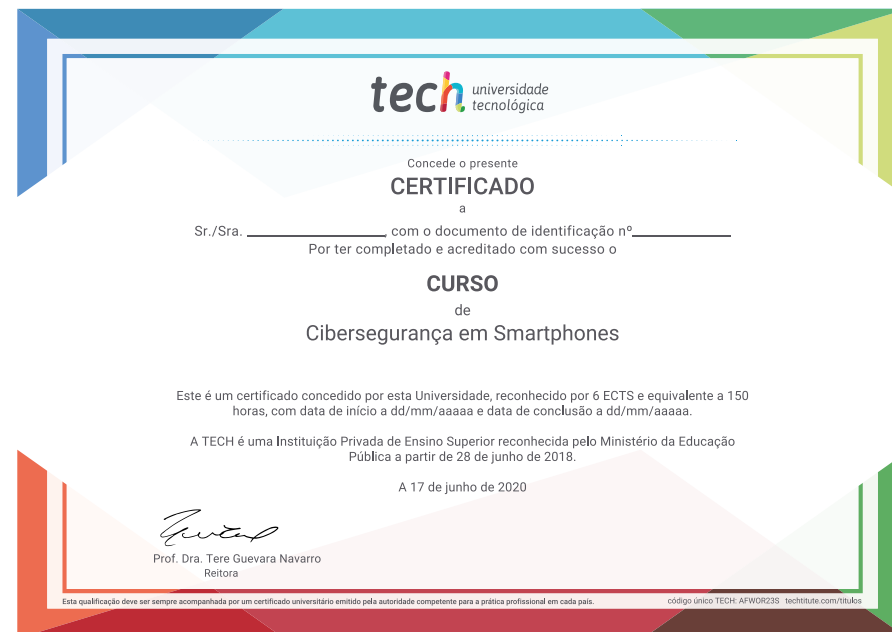 tech universidade
tecnológica
Concede o presente
CERTIFICADO
a
Sr./Sra. , com o documento de identificação nº
Por ter completado e acreditado com sucesso o
CURSO
de
Cibersegurança em Smartphones
Este é um certificado concedido por esta Universidade, reconhecido por 6 ECTS e equivalente a 150
horas, com data de início a dd/mm/aaaaa e data de conclusão a dd/mm/aaaaa.
A TECH é uma Instituição Privada de Ensino Superior reconhecida pelo Ministério da Educação
Pública a partir de 28 de junho de 2018.
A 17 de junho de 2020
Prof. Dra. Tere Guevara Navarro
Reitora
Esta qualificação deve ser sempre acompanhada por um certificado universitário emitido pela autoridade competente para a prática profissional em cada país.
código único TECH: AFWOR23S techtitute.com/titulos